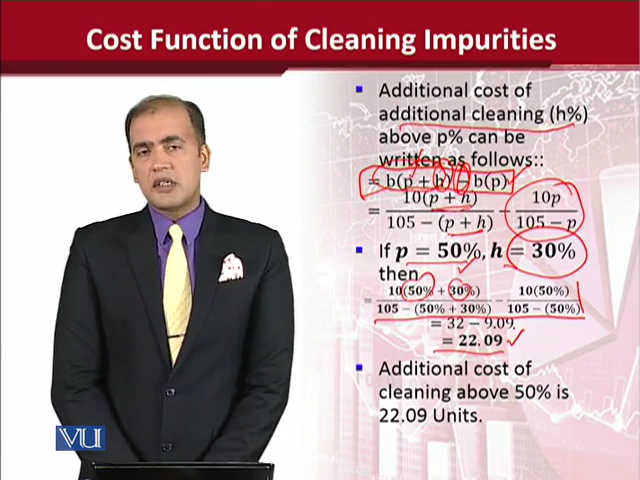 Cost Function of Cleaning Impurities
▪ Additional cost of
additional cleaning (h%)
above p% can be
written as follows::
= b(p + h) − b(p)
= 10(p + h) / 105 − (p + h) − 10p / 105 − p
▪ If p = 50%, h = 30%
then
= 10(50% + 30%) / 105 − (50% + 30%) − 10(50%) / 105 − (50%)
= 32 − 9.09.
= 22.09
▪ Additional cost of
cleaning above 50% is
22.09 Units.
VU